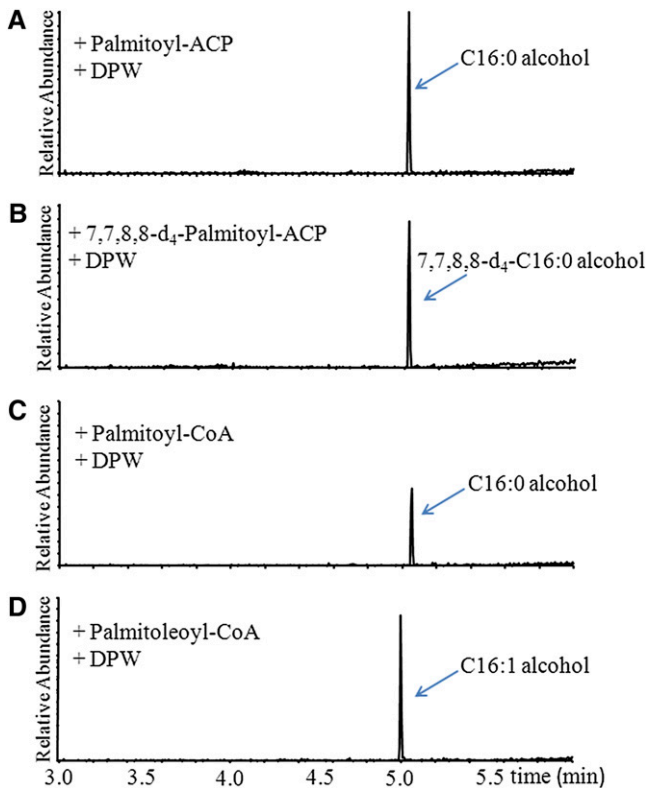 A
Relative Abundance
+ Palmitoyl-ACP
+ DPW
C16:0 alcohol
B
Relative Abundance
+ 7,7,8,8-d₄-Palmitoyl-ACP
+ DPW
7,7,8,8-d₄-C16:0 alcohol
C
Relative Abundance
+ Palmitoyl-CoA
+ DPW
C16:0 alcohol
D
Relative Abundance
+ Palmitoleoyl-CoA
+ DPW
C16:1 alcohol
3.0 3.5 4.0 4.5 5.0 5.5 time (min)